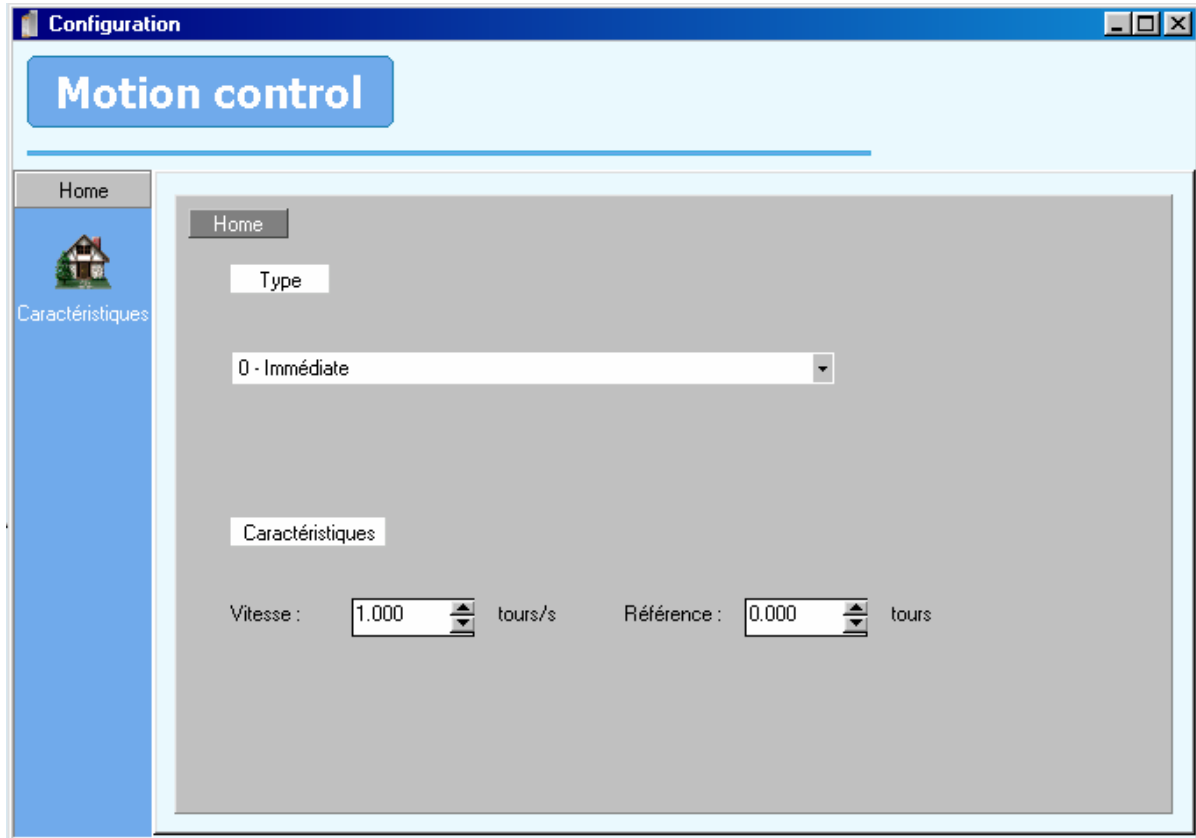 Configuration
Motion control
Home
Caractéristiques
Home
Type
0 - Immédiate
Caractéristiques
Vitesse : 1.000 tours/s Référence : 0.000 tours